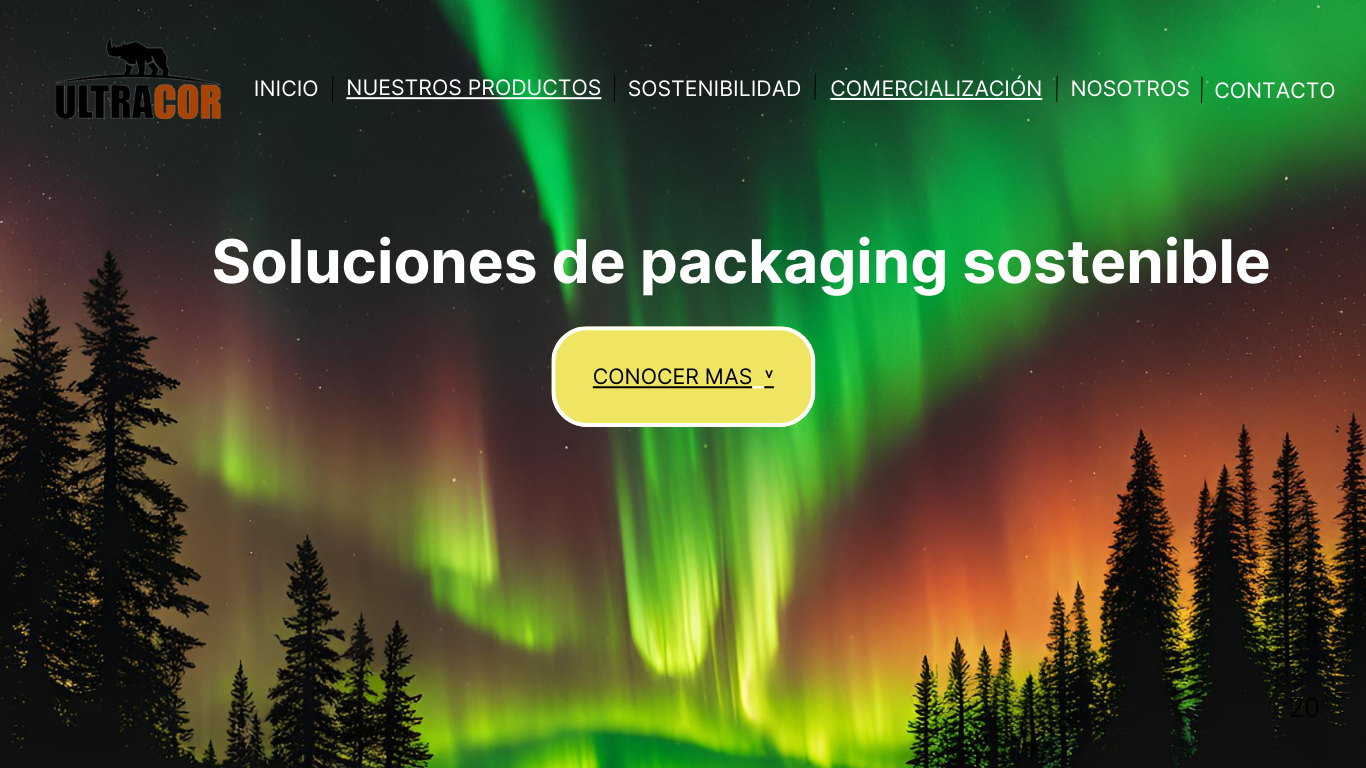 ULTRACOR
INICIO | NUESTROS PRODUCTOS | SOSTENIBILIDAD | COMERCIALIZACIÓN | NOSOTROS | CONTACTO
Soluciones de packaging sostenible
CONOCER MAS v
20